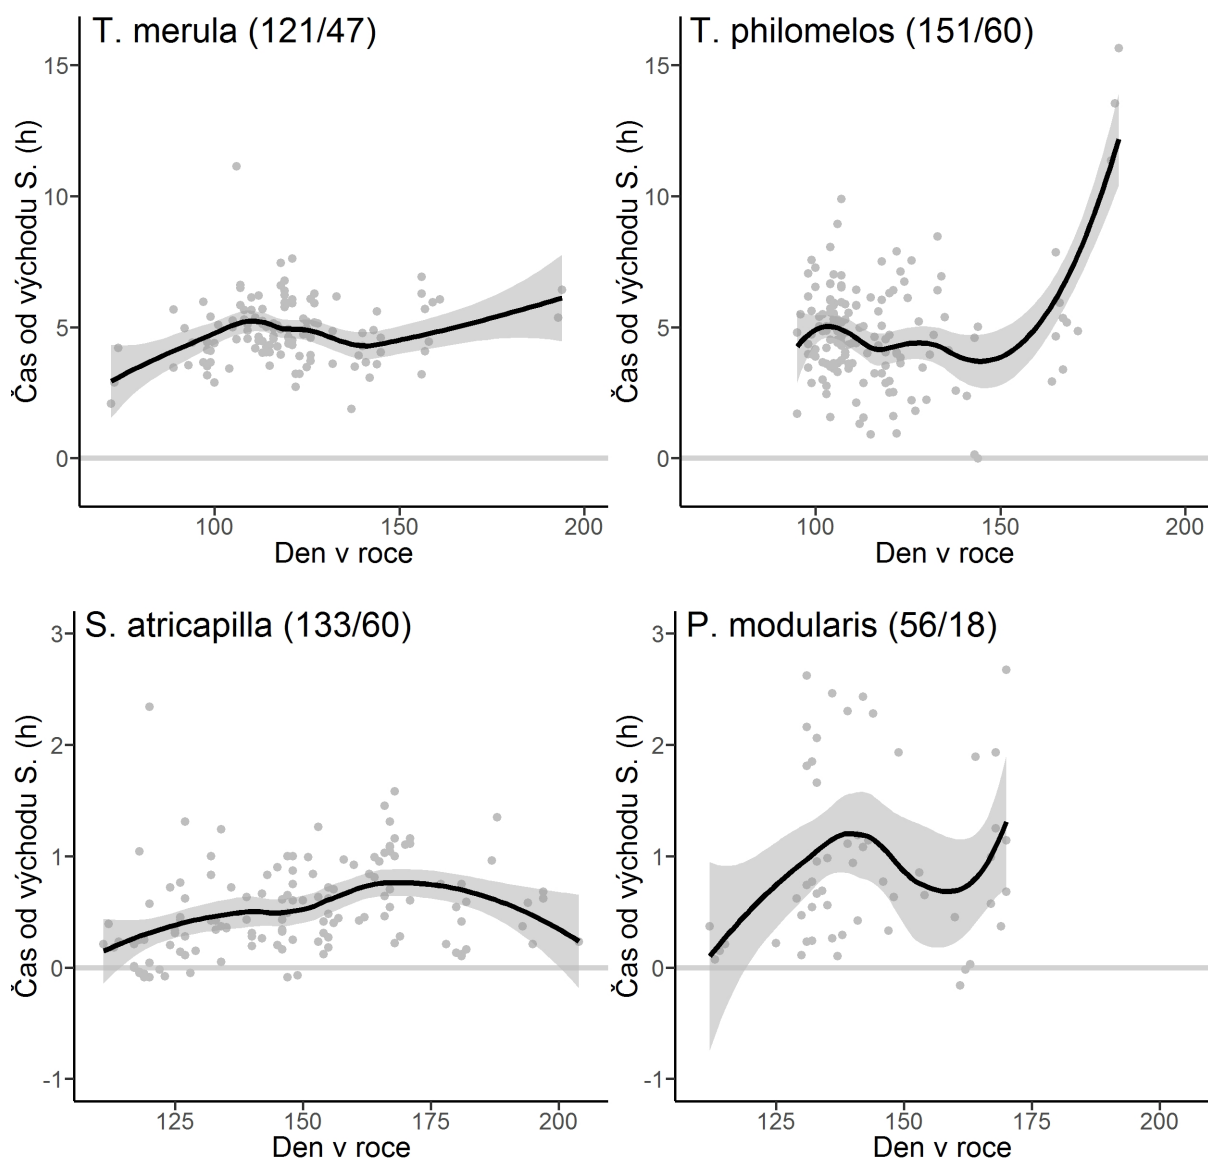 T. merula (121/47)
Čas od východu S. (h)
15
10
5
0
100 150 200
Den v roce
T. philomelos (151/60)
Čas od východu S. (h)
15
10
5
0
100 150 200
Den v roce
S. atricapilla (133/60)
Čas od východu S. (h)
3
2
1
0
-1
125 150 175 200
Den v roce
P. modularis (56/18)
Čas od východu S. (h)
3
2
1
0
-1
125 150 175 200
Den v roce